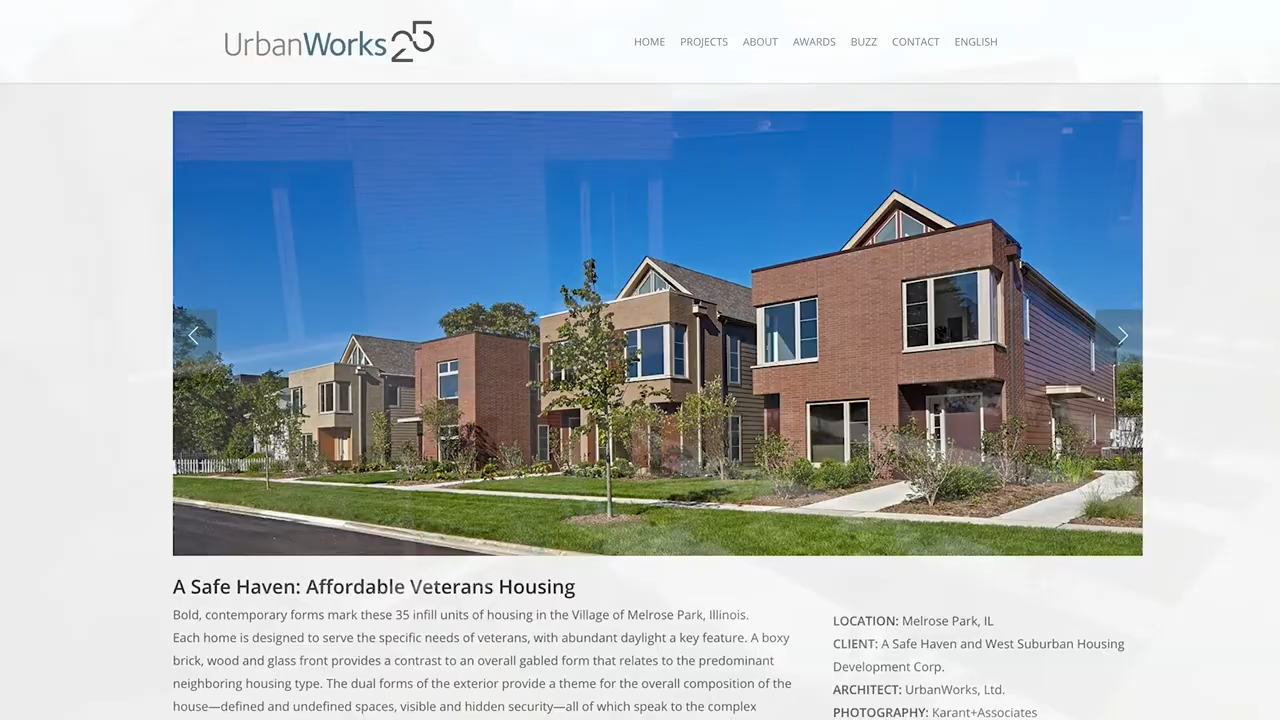 UrbanWorks 25
HOME PROJECTS ABOUT AWARDS BUZZ CONTACT ENGLISH
A Safe Haven: Affordable Veterans Housing
Bold, contemporary forms mark these 35 infill units of housing in the Village of Melrose Park, Illinois.
Each home is designed to serve the specific needs of veterans, with abundant daylight a key feature. A boxy
brick, wood and glass front provides a contrast to an overall gabled form that relates to the predominant
neighboring housing type. The dual forms of the exterior provide a theme for the overall composition of the
house—defined and undefined spaces, visible and hidden security—all of which speak to the complex
LOCATION: Melrose Park, IL
CLIENT: A Safe Haven and West Suburban Housing
Development Corp.
ARCHITECT: UrbanWorks, Ltd.
PHOTOGRAPHY: Karant+Associates